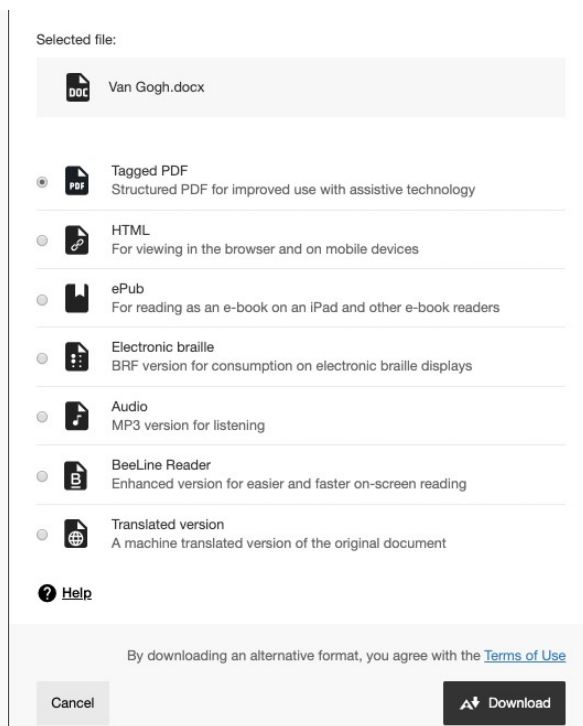 Selected file:
DOC
Van Gogh.docx
Tagged PDF
PDF
Structured PDF for improved use with assistive technology
HTML
For viewing in the browser and on mobile devices
ePub
For reading as an e-book on an iPad and other e-book readers
Electronic braille
BRF version for consumption on electronic braille displays
Audio
MP3 version for listening
BeeLine Reader
B
Enhanced version for easier and faster on-screen reading
Translated version
A machine translated version of the original document
? Help
By downloading an alternative format, you agree with the Terms of Use
Cancel
A Download